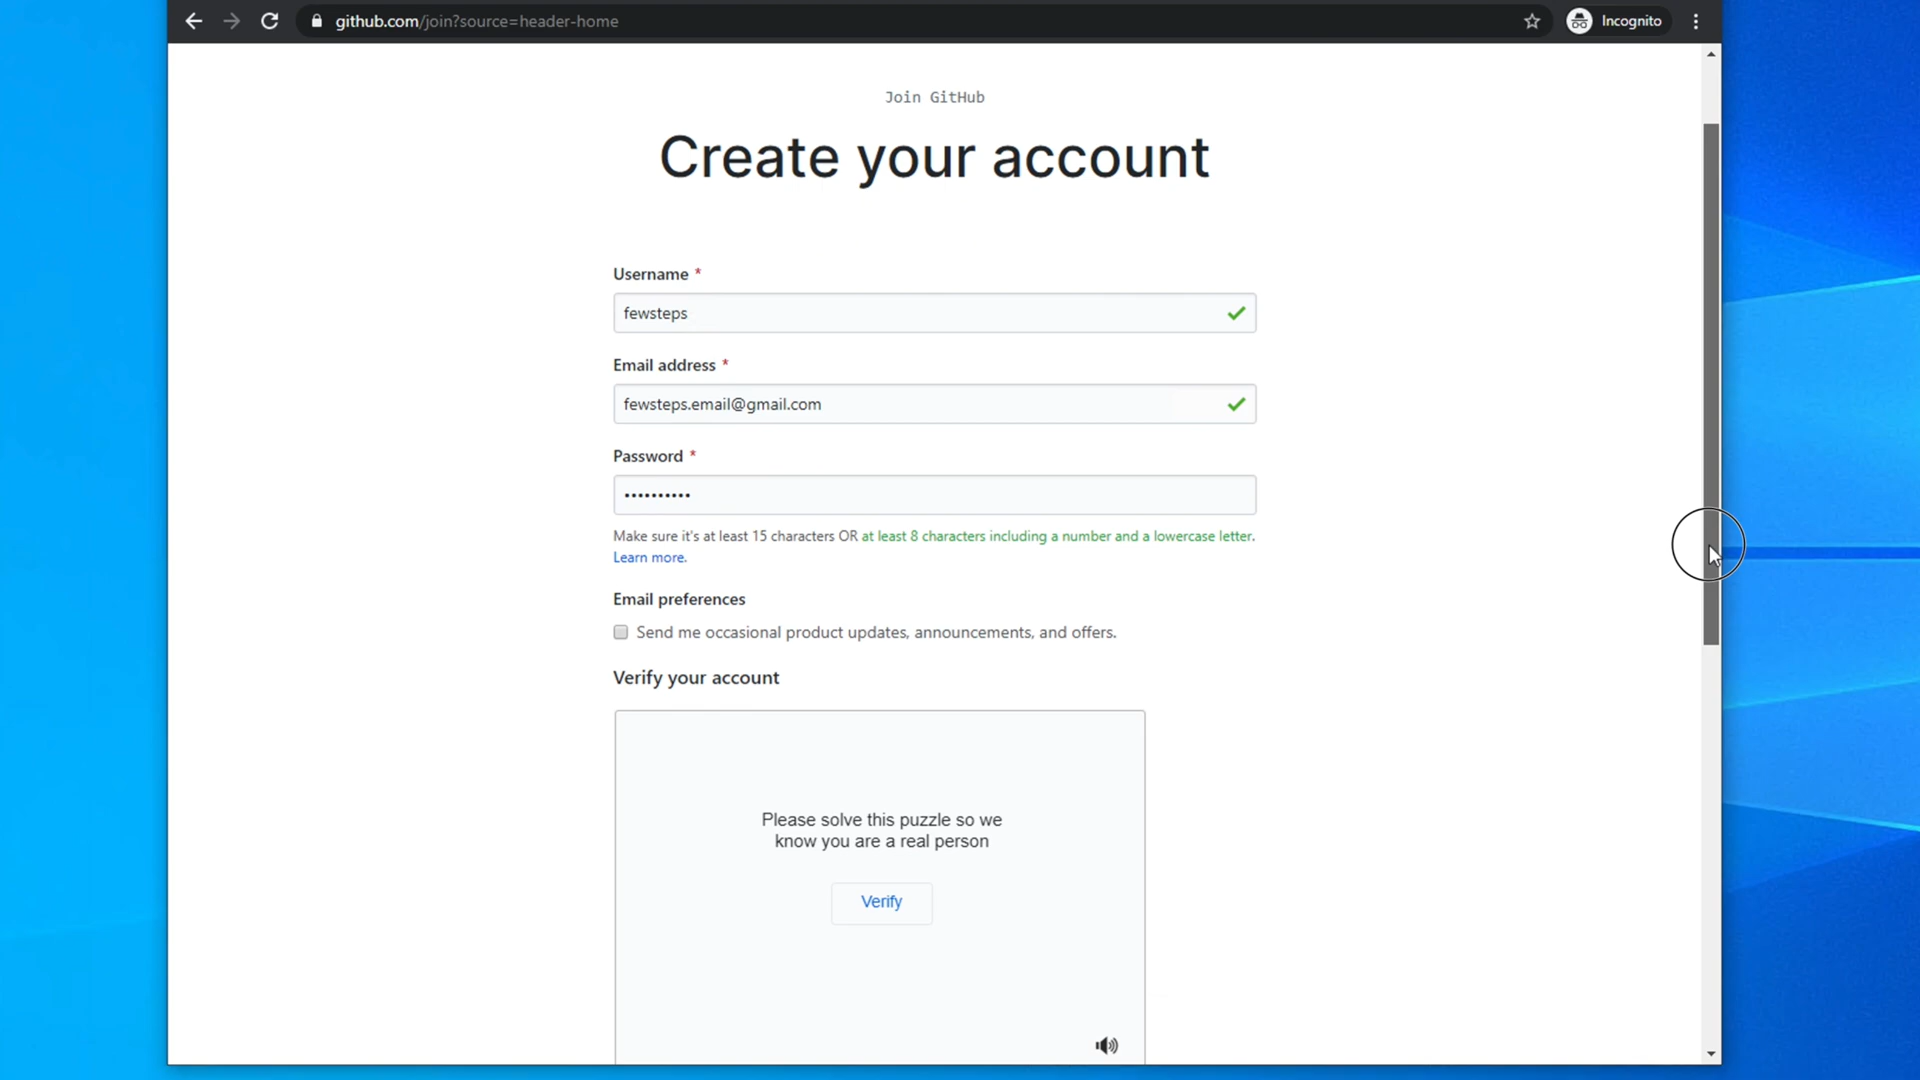 github.com/join?source=header-home
Incognito
Join GitHub
Create your account
Username *
fewsteps
Email address *
fewsteps.email@gmail.com
Password *
••••••••••
Make sure it's at least 15 characters OR at least 8 characters including a number and a lowercase letter.
Learn more.
Email preferences
Send me occasional product updates, announcements, and offers.
Verify your account
Please solve this puzzle so we
know you are a real person
Verify